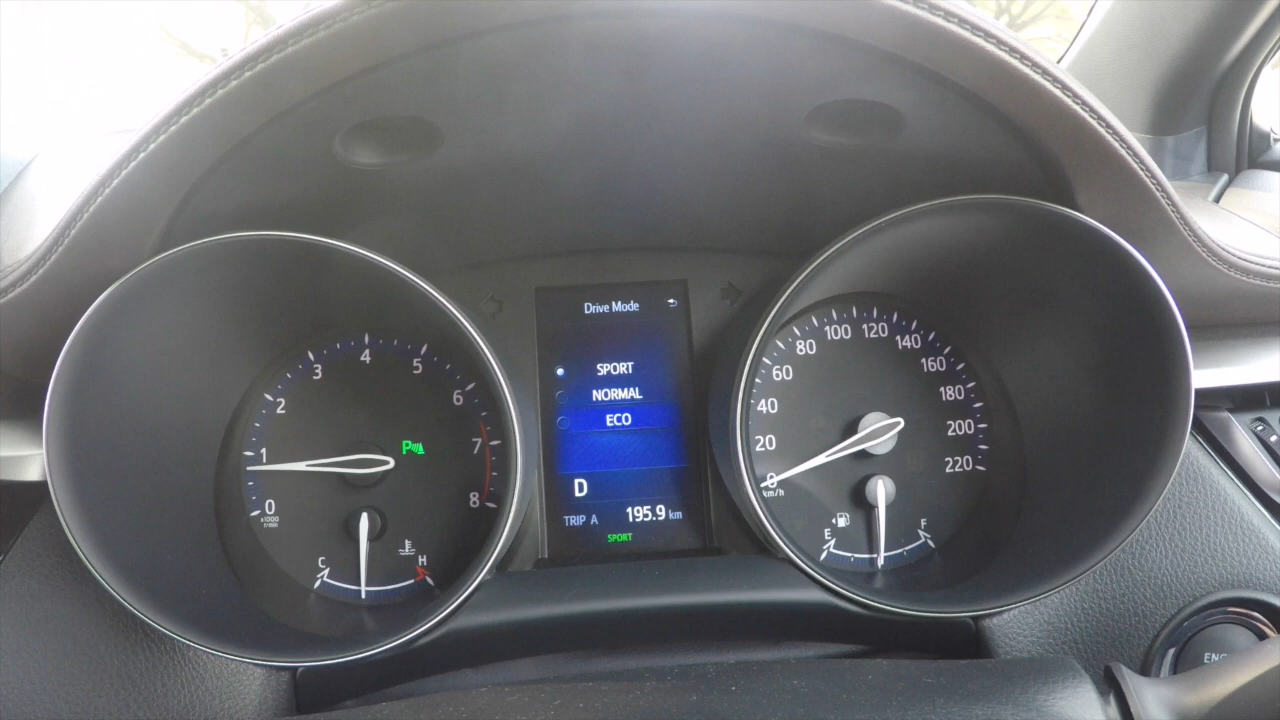 0
1
2
3
4
5
6
7
8
x1000
r/min
P
C
H
Drive Mode
SPORT
NORMAL
ECO
D
TRIP A 195.9 km
SPORT
0
20
40
60
80
100
120
140
160
180
200
220
km/h
E
F